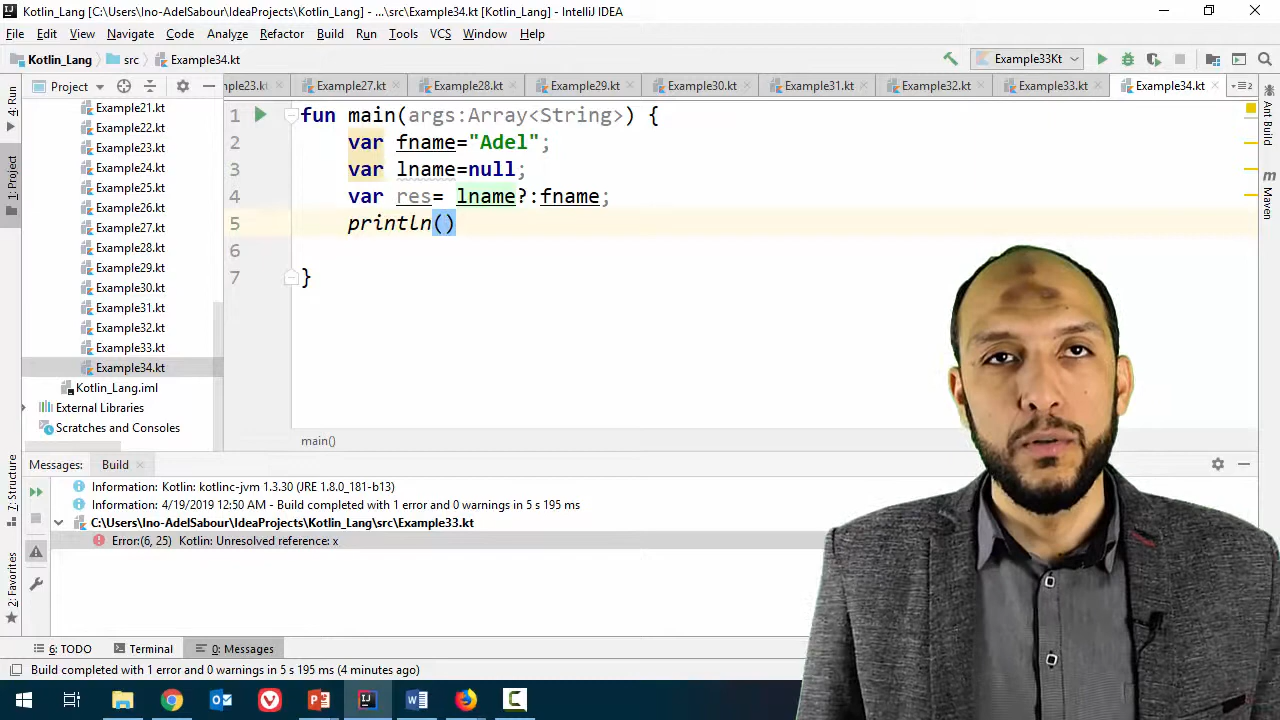 Kotlin_Lang [C:\Users\Ino-AdelSabour\IdeaProjects\Kotlin_Lang] - ...\src\Example34.kt [Kotlin_Lang] - IntelliJ IDEA
File Edit View Navigate Code Analyze Refactor Build Run Tools VCS Window Help
Kotlin_Lang src Example34.kt Example33Kt
Project
ple23.kt Example27.kt Example28.kt Example29.kt Example30.kt Example31.kt Example32.kt Example33.kt Example34.kt
4: Run
1: Project
7: Structure
2: Favorites
Example21.kt
Example22.kt
Example23.kt
Example24.kt
Example25.kt
Example26.kt
Example27.kt
Example28.kt
Example29.kt
Example30.kt
Example31.kt
Example32.kt
Example33.kt
Example34.kt
Kotlin_Lang.iml
External Libraries
Scratches and Consoles
1 fun main(args:Array<String>) {
2 var fname="Adel";
3 var lname=null;
4 var res= lname?:fname;
5 println()
6
7 }
main()
Ant Build
Maven
Messages: Build
Information: Kotlin: kotlinc-jvm 1.3.30 (JRE 1.8.0_181-b13)
Information: 4/19/2019 12:50 AM - Build completed with 1 error and 0 warnings in 5 s 195 ms
C:\Users\Ino-AdelSabour\IdeaProjects\Kotlin_Lang\src\Example33.kt
Error:(6, 25) Kotlin: Unresolved reference: x
6: TODO Terminal 0: Messages
Build completed with 1 error and 0 warnings in 5 s 195 ms (4 minutes ago)